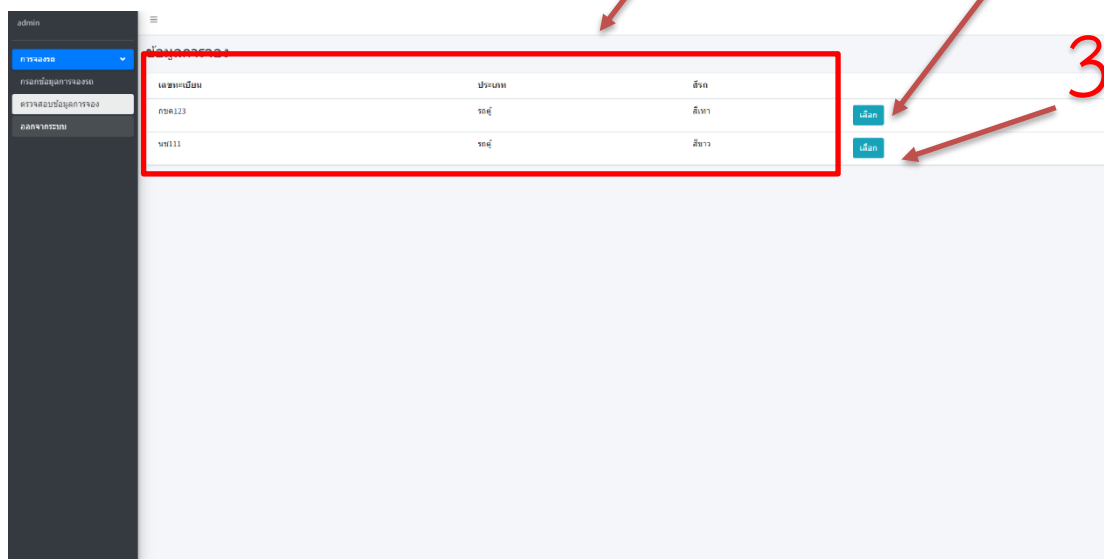 admin
การจองรถ
กรอกข้อมูลการจองรถ
ตรวจสอบข้อมูลการจอง
ออกจากระบบ
ข้อมูลการจอง
เลขทะเบียน ประเภท สีรถ
กขค123 รถตู้ สีเทา เลือก
นช111 รถตู้ สีขาว เลือก
3